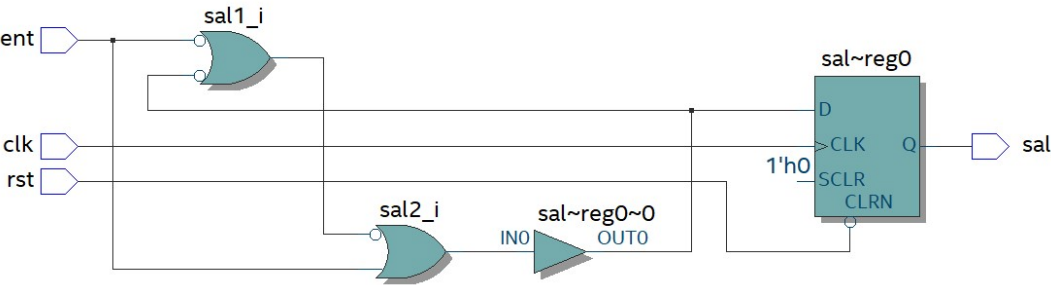 sal1_i
ent
sal~reg0
D
clk
CLK
Q
sal
1'h0
rst
SCLR
CLRN
sal2_i
sal~reg0~0
IN0
OUT0